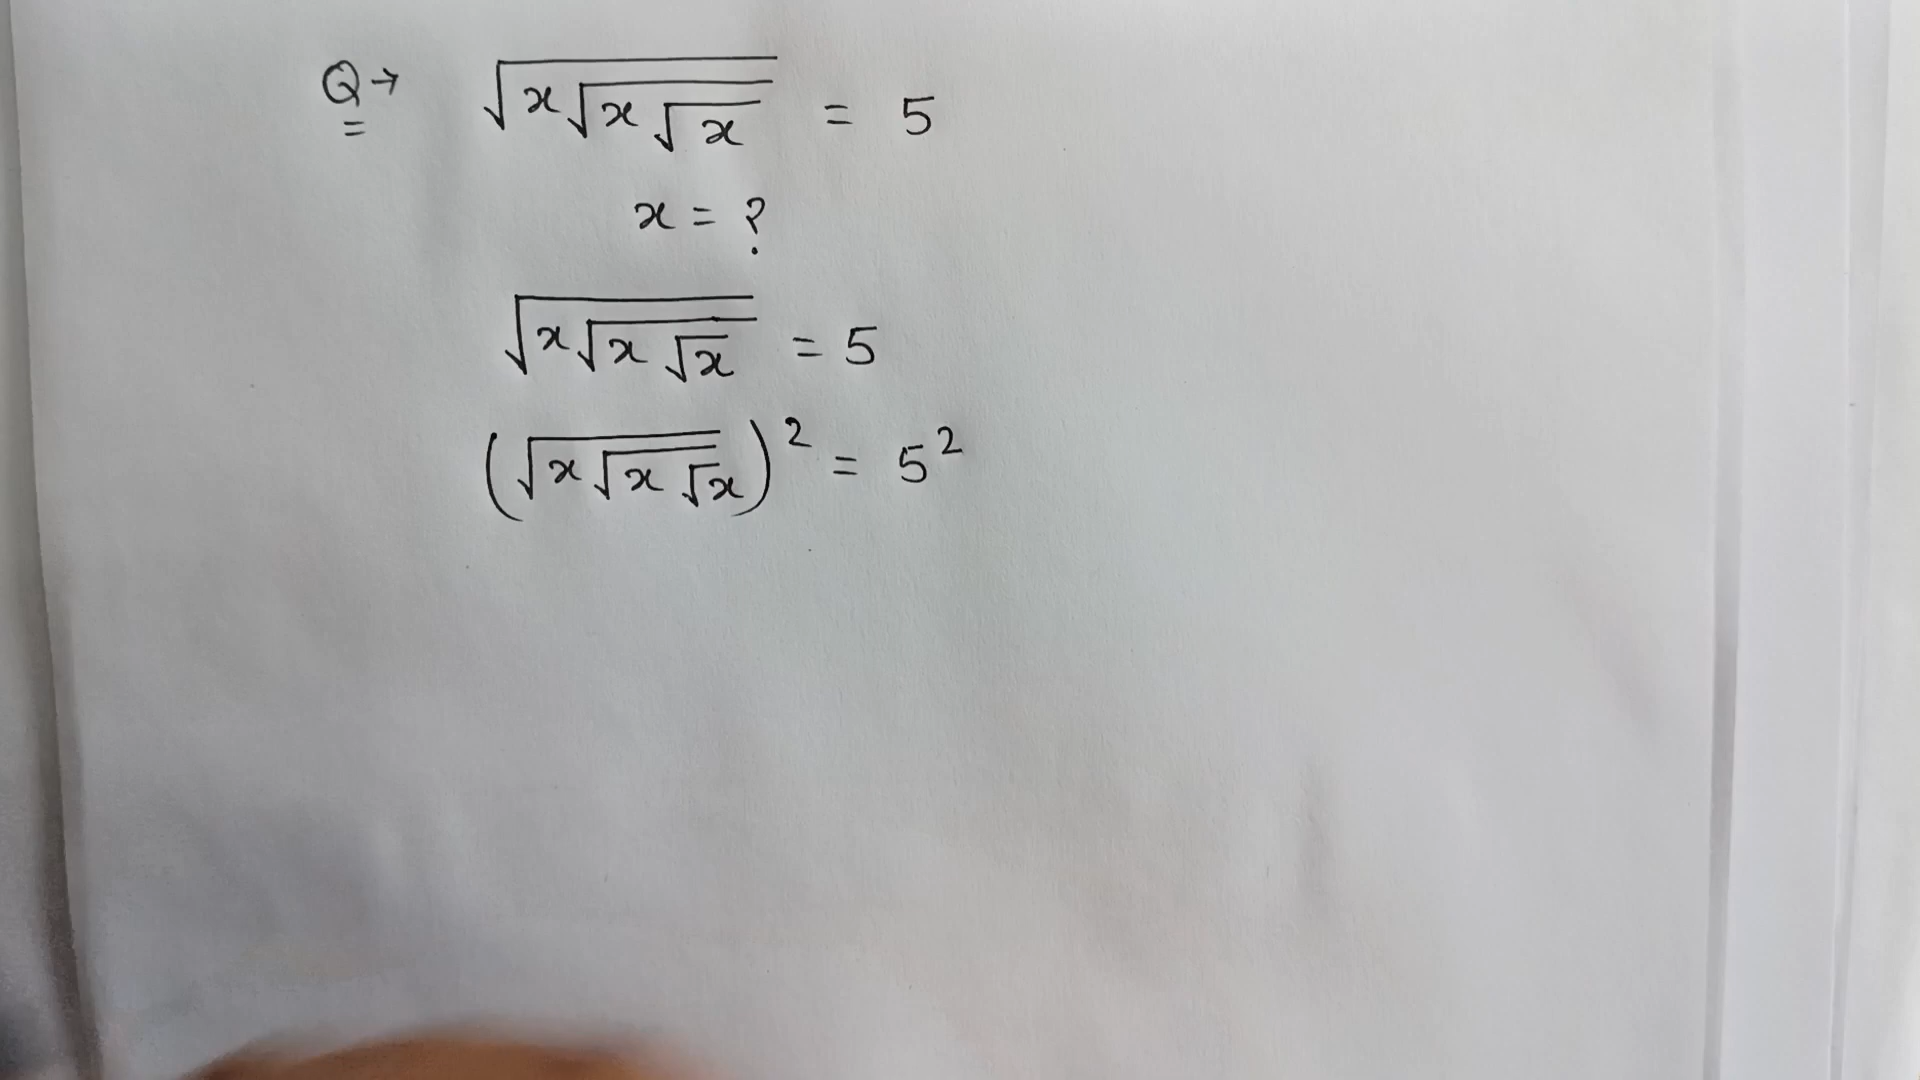 Q→ √(x√(x√x)) = 5
x = ?
√(x√(x√x)) = 5
(√(x√(x√x)))² = 5²